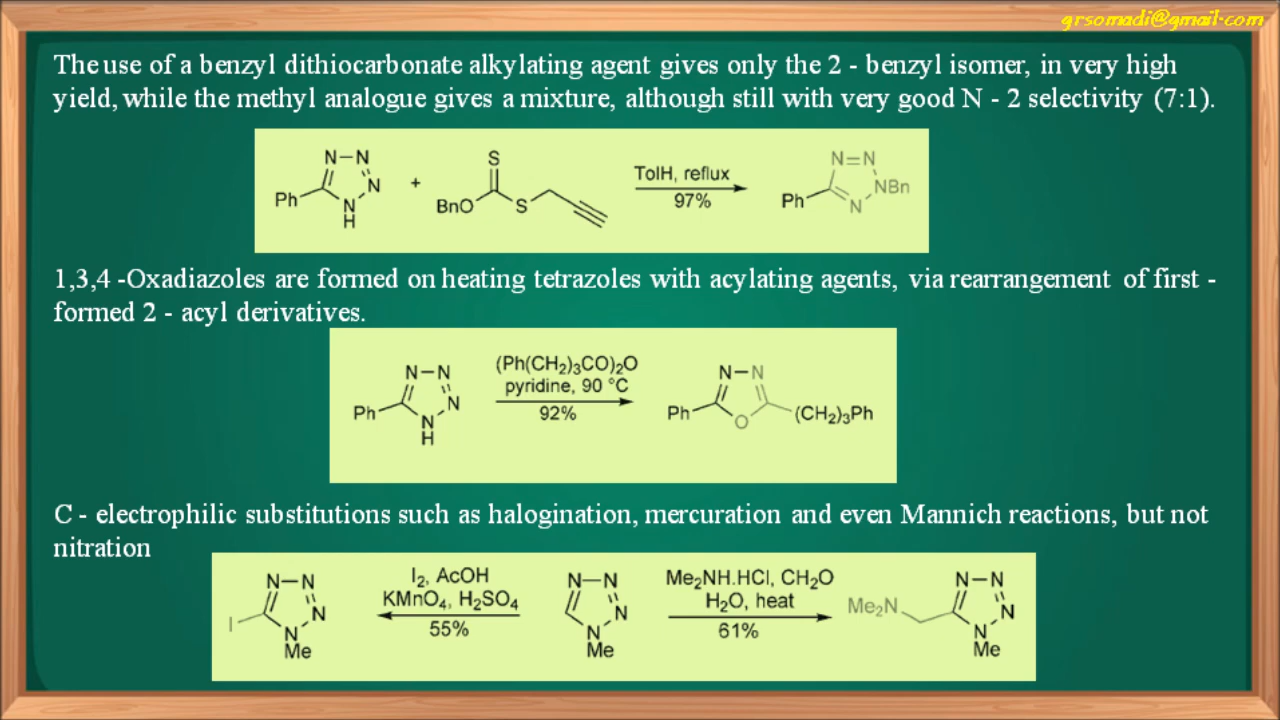 grsomadi@gmail.com
The use of a benzyl dithiocarbonate alkylating agent gives only the 2 - benzyl isomer, in very high
yield, while the methyl analogue gives a mixture, although still with very good N - 2 selectivity (7:1).
N N N N H Ph + S BnO S TolH, reflux 97% N=N NBn N Ph
1,3,4 -Oxadiazoles are formed on heating tetrazoles with acylating agents, via rearrangement of first -
formed 2 - acyl derivatives.
N N N N H Ph (Ph(CH₂)₃CO)₂O pyridine, 90 °C 92% N N O Ph (CH₂)₃Ph
C - electrophilic substitutions such as halogination, mercuration and even Mannich reactions, but not
nitration
N N N N Me I I₂, AcOH KMnO₄, H₂SO₄ 55% N N N N Me Me₂NH.HCl, CH₂O H₂O, heat 61% Me₂N N N N N Me